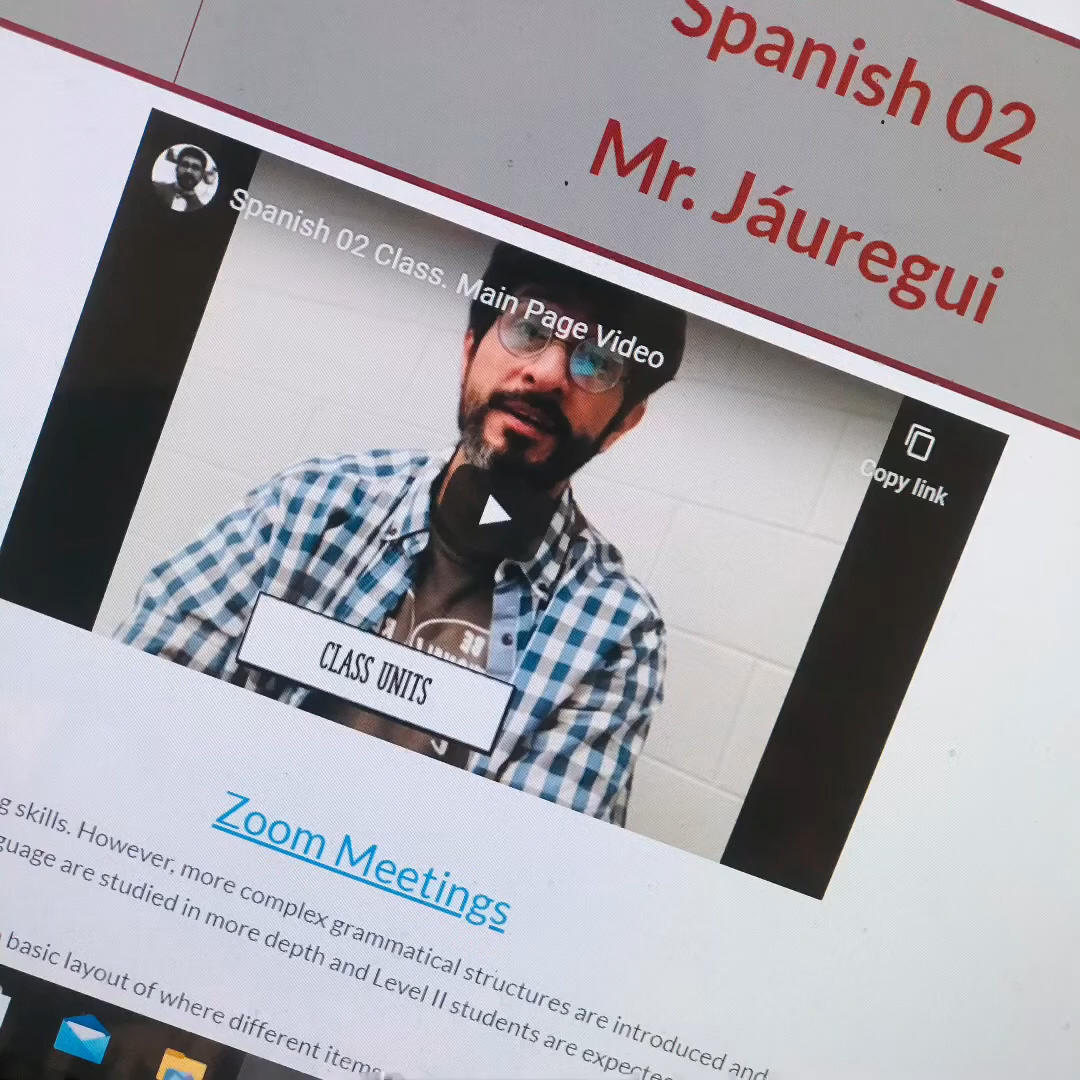 Spanish 02
Mr. Jáuregui
Spanish 02 Class. Main Page Video
Copy link
CLASS UNITS
Zoom Meetings
g skills. However, more complex grammatical structures are introduced and
guage are studied in more depth and Level II students are expecte
basic layout of where different items